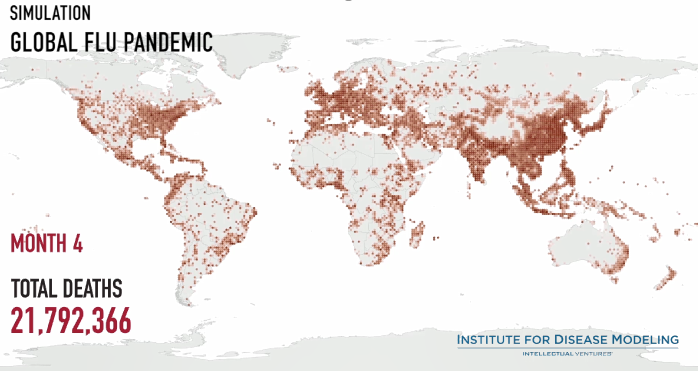 SIMULATION
GLOBAL FLU PANDEMIC
MONTH 4
TOTAL DEATHS
21,792,366
INSTITUTE FOR DISEASE MODELING
INTELLECTUAL VENTURES®